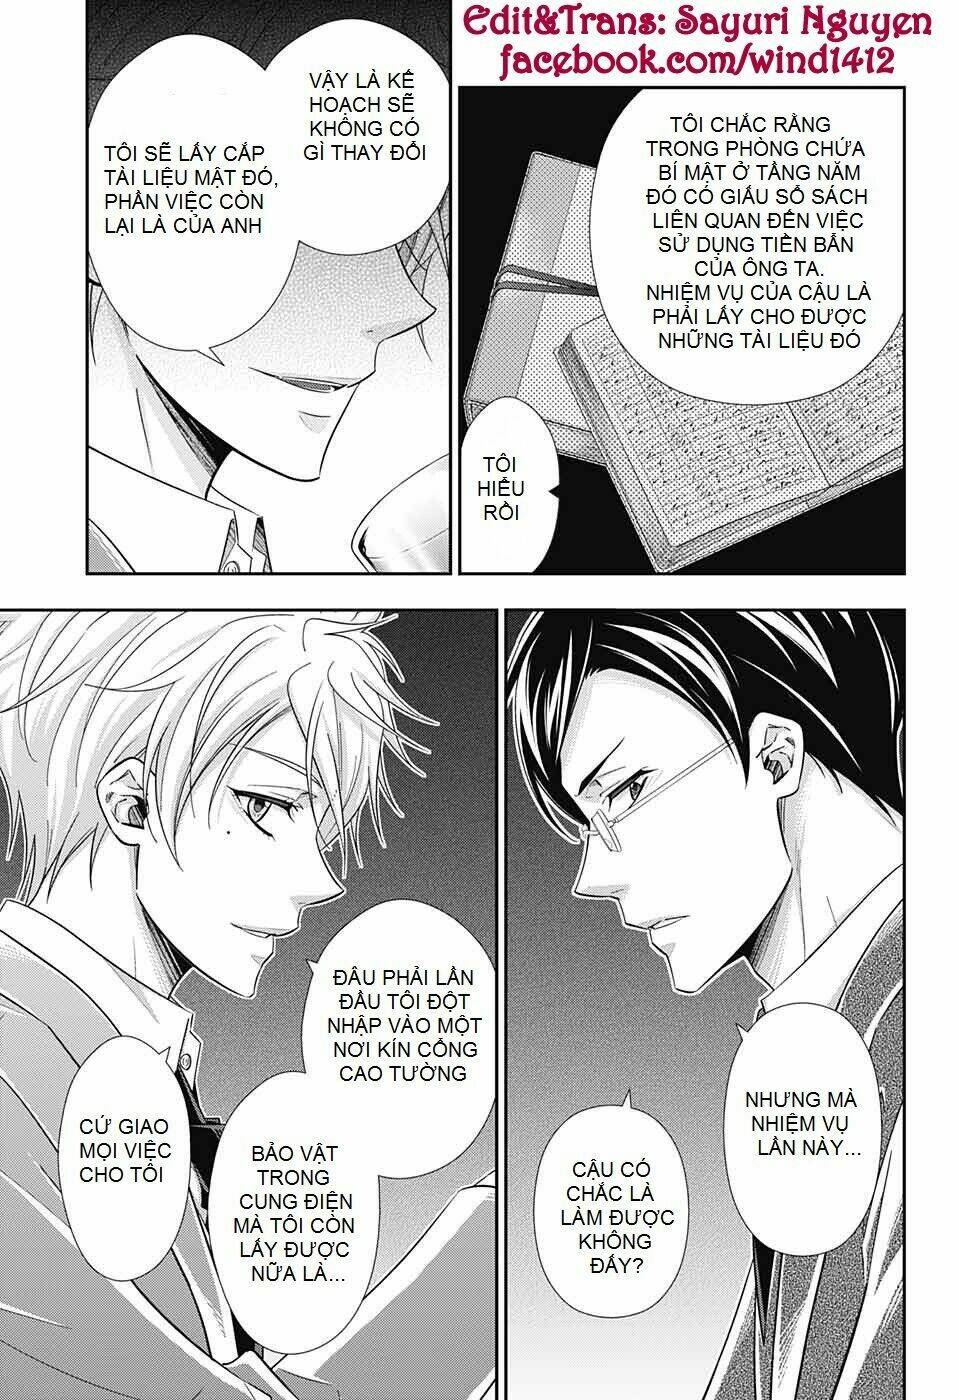 Edit&Trans: Sayuri Nguyen
facebook.com/wind1412
TÔI CHẮC RẰNG
TRONG PHÒNG CHỨA
BÍ MẬT Ở TẦNG NĂM
ĐÓ CÓ GIẤU SỔ SÁCH
LIÊN QUAN ĐẾN VIỆC
SỬ DỤNG TIỀN BẨN
CỦA ÔNG TA.
NHIỆM VỤ CỦA CẬU LÀ
PHẢI LẤY CHO ĐƯỢC
NHỮNG TÀI LIỆU ĐÓ
TÔI
HIỂU
RỒI
VẬY LÀ KẾ
HOẠCH SẼ
KHÔNG CÓ
GÌ THAY ĐỔI
TÔI SẼ LẤY CẮP
TÀI LIỆU MẬT ĐÓ,
PHẦN VIỆC CÒN
LẠI LÀ CỦA ANH
NHƯNG MÀ
NHIỆM VỤ
LẦN NÀY...
CẬU CÓ
CHẮC LÀ
LÀM ĐƯỢC
KHÔNG
ĐẤY?
ĐÂU PHẢI LẦN
ĐẦU TÔI ĐỘT
NHẬP VÀO MỘT
NƠI KÍN CỔNG
CAO TƯỜNG
BẢO VẬT
TRONG
CUNG ĐIỆN
MÀ TÔI CÒN
LẤY ĐƯỢC
NỮA LÀ...
CỨ GIAO
MỌI VIỆC
CHO TÔI